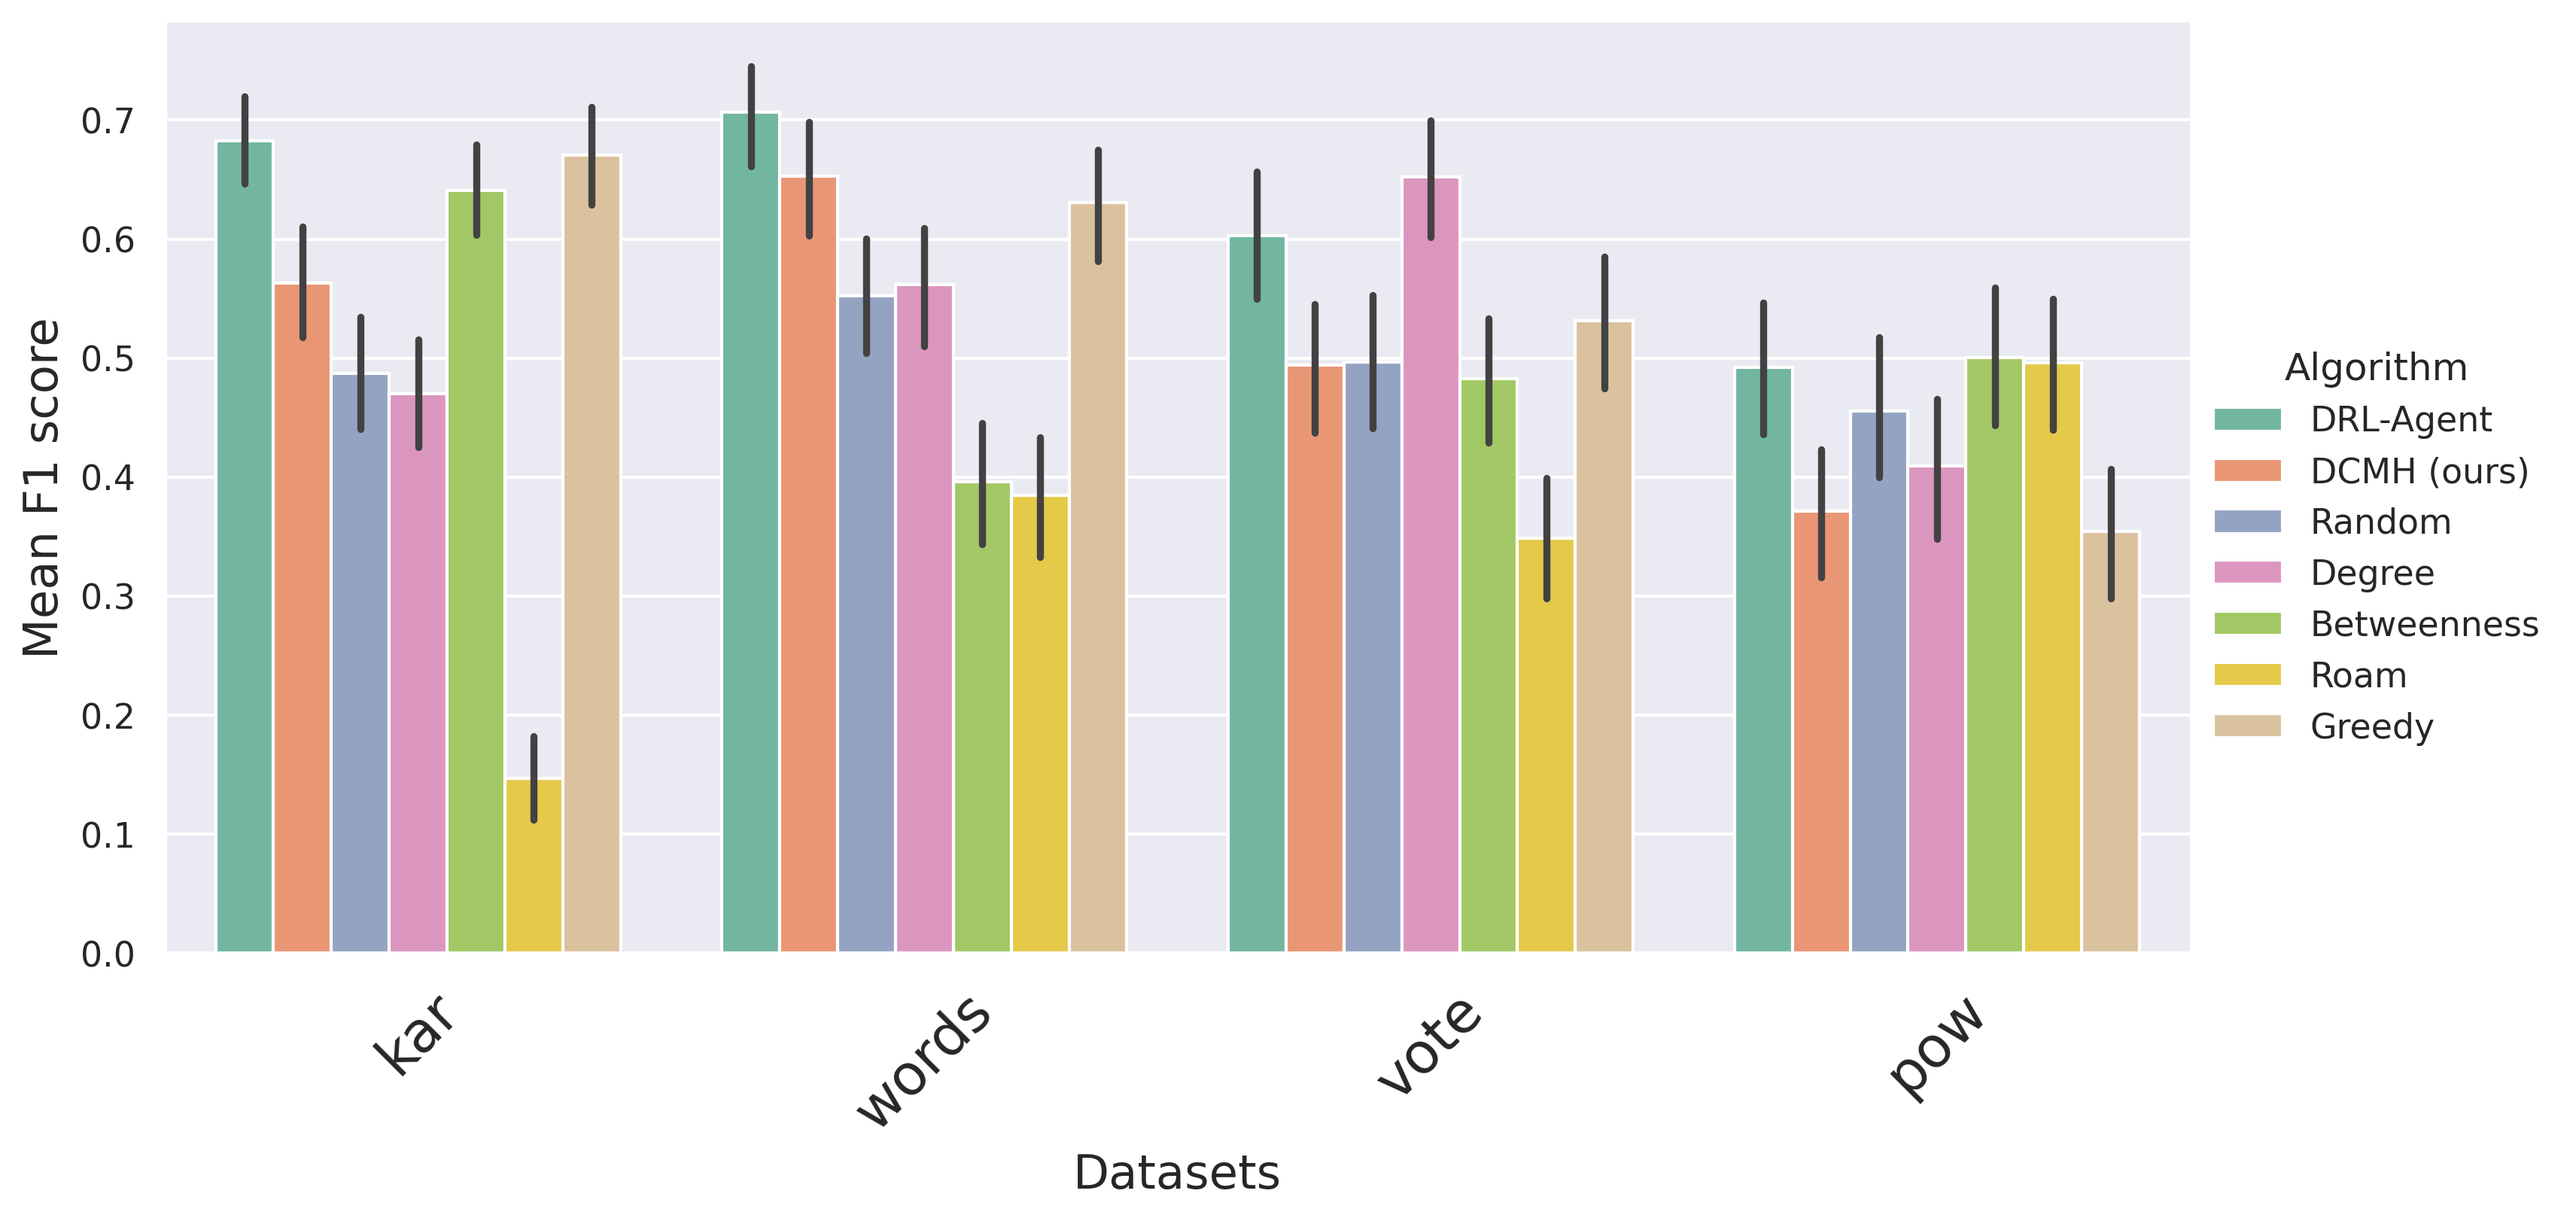 Mean F1 score
0.7
0.6
0.5
0.4
0.3
0.2
0.1
0.0
kar
words
vote
pow
Datasets
Algorithm
DRL-Agent
DCMH (ours)
Random
Degree
Betweenness
Roam
Greedy